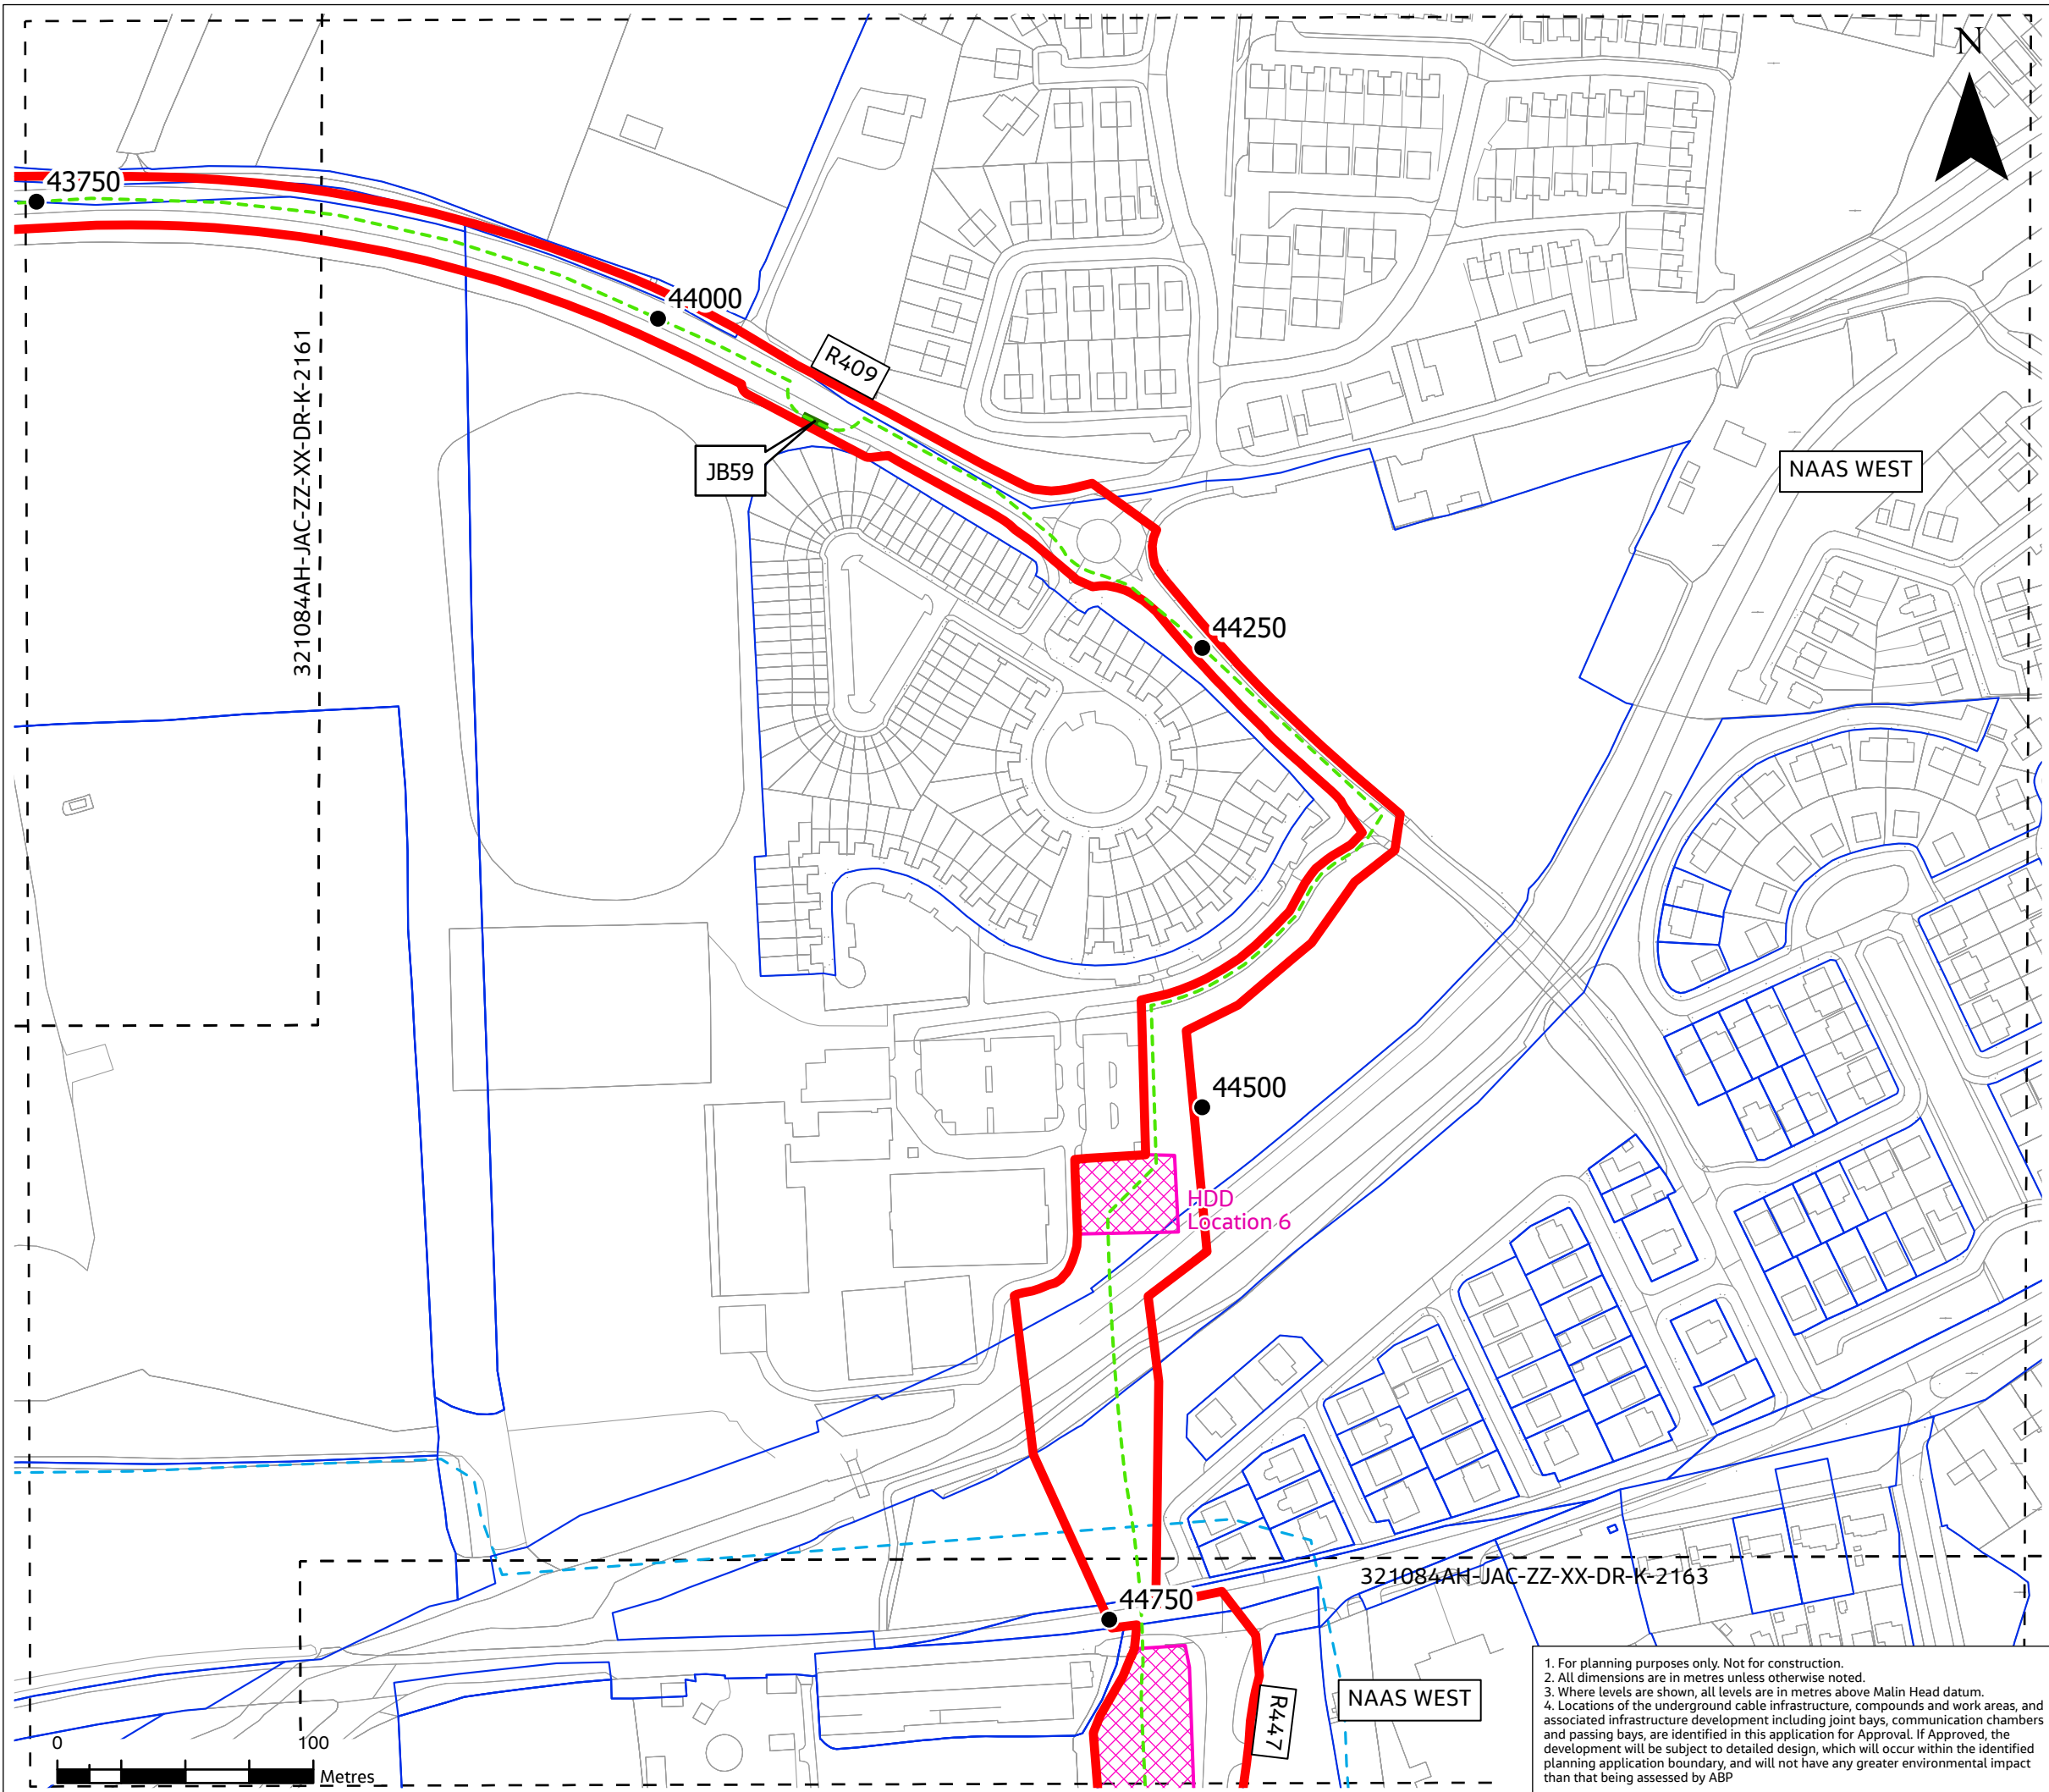 N
43750
44000
R409
321084AH-JAC-ZZ-XX-DR-K-2161
JB59
NAAS WEST
44250
44500
HDD
Location 6
321084AH-JAC-ZZ-XX-DR-K-2163
44750
R447
NAAS WEST
0 100
Metres
1. For planning purposes only. Not for construction.
2. All dimensions are in metres unless otherwise noted.
3. Where levels are shown, all levels are in metres above Malin Head datum.
4. Locations of the underground cable infrastructure, compounds and work areas, and
associated infrastructure development including joint bays, communication chambers
and passing bays, are identified in this application for Approval. If Approved, the
development will be subject to detailed design, which will occur within the identified
planning application boundary, and will not have any greater environmental impact
than that being assessed by ABP